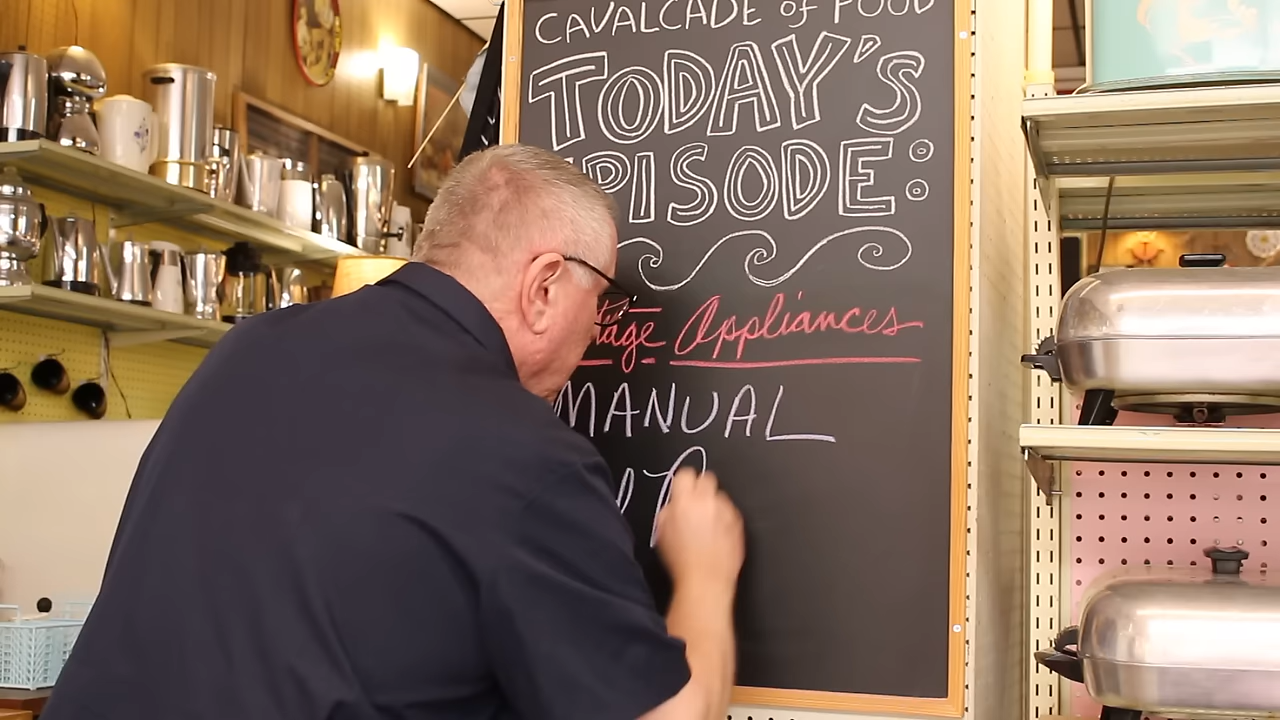 CAVALCADE of FOOD
TODAY'S
EPISODE:
Appliances
MANUAL